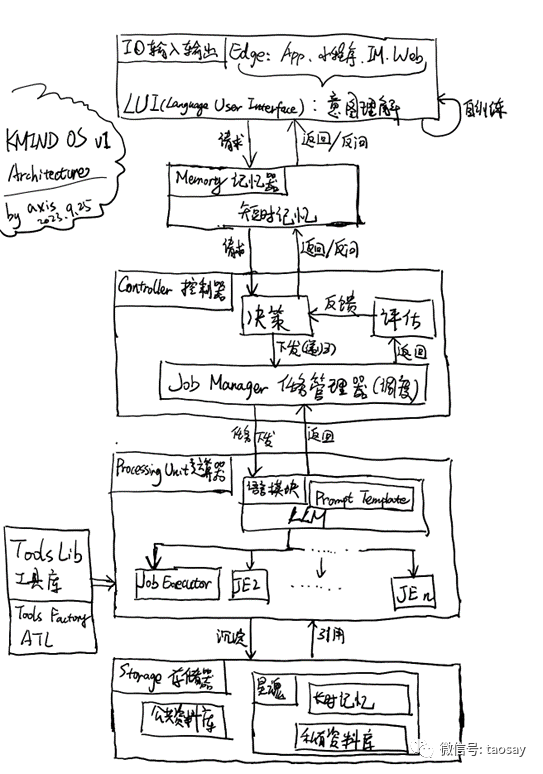 IO输入输出 Edge: App、小程序、IM、Web
LUI(Language User Interface): 意图理解
自训练
KMIND OS v1
Architecture
by axis
2023.9.25
请求
返回/反问
Memory 记忆器
短时记忆
请求
返回/反问
Controller 控制器
决策
反馈
评估
下发(递归)
返回
Job Manager 任务管理器(调度)
任务下发
返回
Processing Unit 运算器
语言模块
Prompt Template
LLM
Job Executor
JE2
JEn
Tools Lib
工具库
Tools Factory
ATL
沉淀
引用
Storage 存储器
公共资料库
灵魂
长时记忆
私有资料库
微信号: taosay